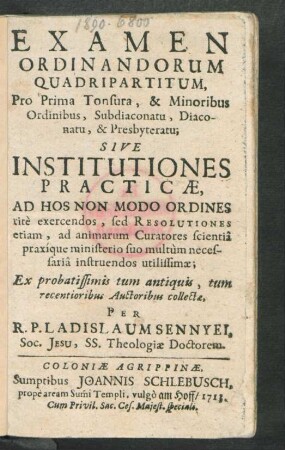 1890.6800
EXAMEN
ORDINANDORUM
QUADRIPARTITUM,
Pro Prima Tonsura, & Minoribus
Ordinibus, Subdiaconatu, Diaco-
natu, & Presbyteratu;
SIVE
INSTITUTIONES
PRACTICÆ,
AD HOS NON MODO ORDINES
ritè exercendos, sed RESOLUTIONES
etiam, ad animarum Curatores scientiâ
praxique ministerio suo multùm neces-
sariâ instruendos utilissimæ;
Ex probatissimis tum antiquis, tum
recentioribus Auctoribus collectæ,
PER
R. P. LADISLAUM SENNYEI,
Soc. JESU, SS. Theologiæ Doctorem.
COLONIÆ AGRIPPINÆ,
Sumptibus JOANNIS SCHLEBUSCH,
propè aream Sum̃i Templi, vulgò am Hoff/ 1713.
Cum Privil. Sac. Cæs. Majest. speciali.